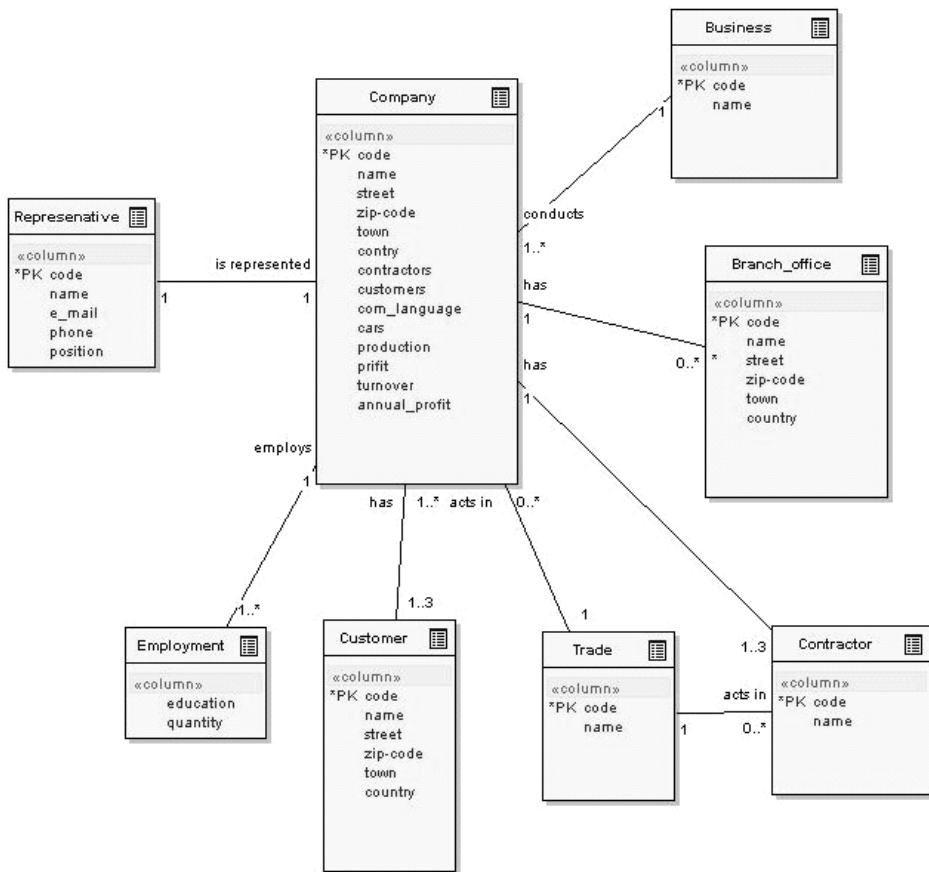 Business
«column»
*PK code
name
Company
«column»
*PK code
name
street
zip-code
town
contry
contractors
customers
com_language
cars
production
prifit
turnover
annual_profit
1
conducts
1..*
Represenative
«column»
*PK code
name
e_mail
phone
position
is represented
1
1
has
1
Branch_office
«column»
*PK code
name
street
zip-code
town
country
0..*
*
has
1
employs
1
1..*
has
1..*
acts in
0..*
1..3
1
1..3
Employment
«column»
education
quantity
Customer
«column»
*PK code
name
street
zip-code
town
country
Trade
«column»
*PK code
name
acts in
1
0..*
Contractor
«column»
*PK code
name